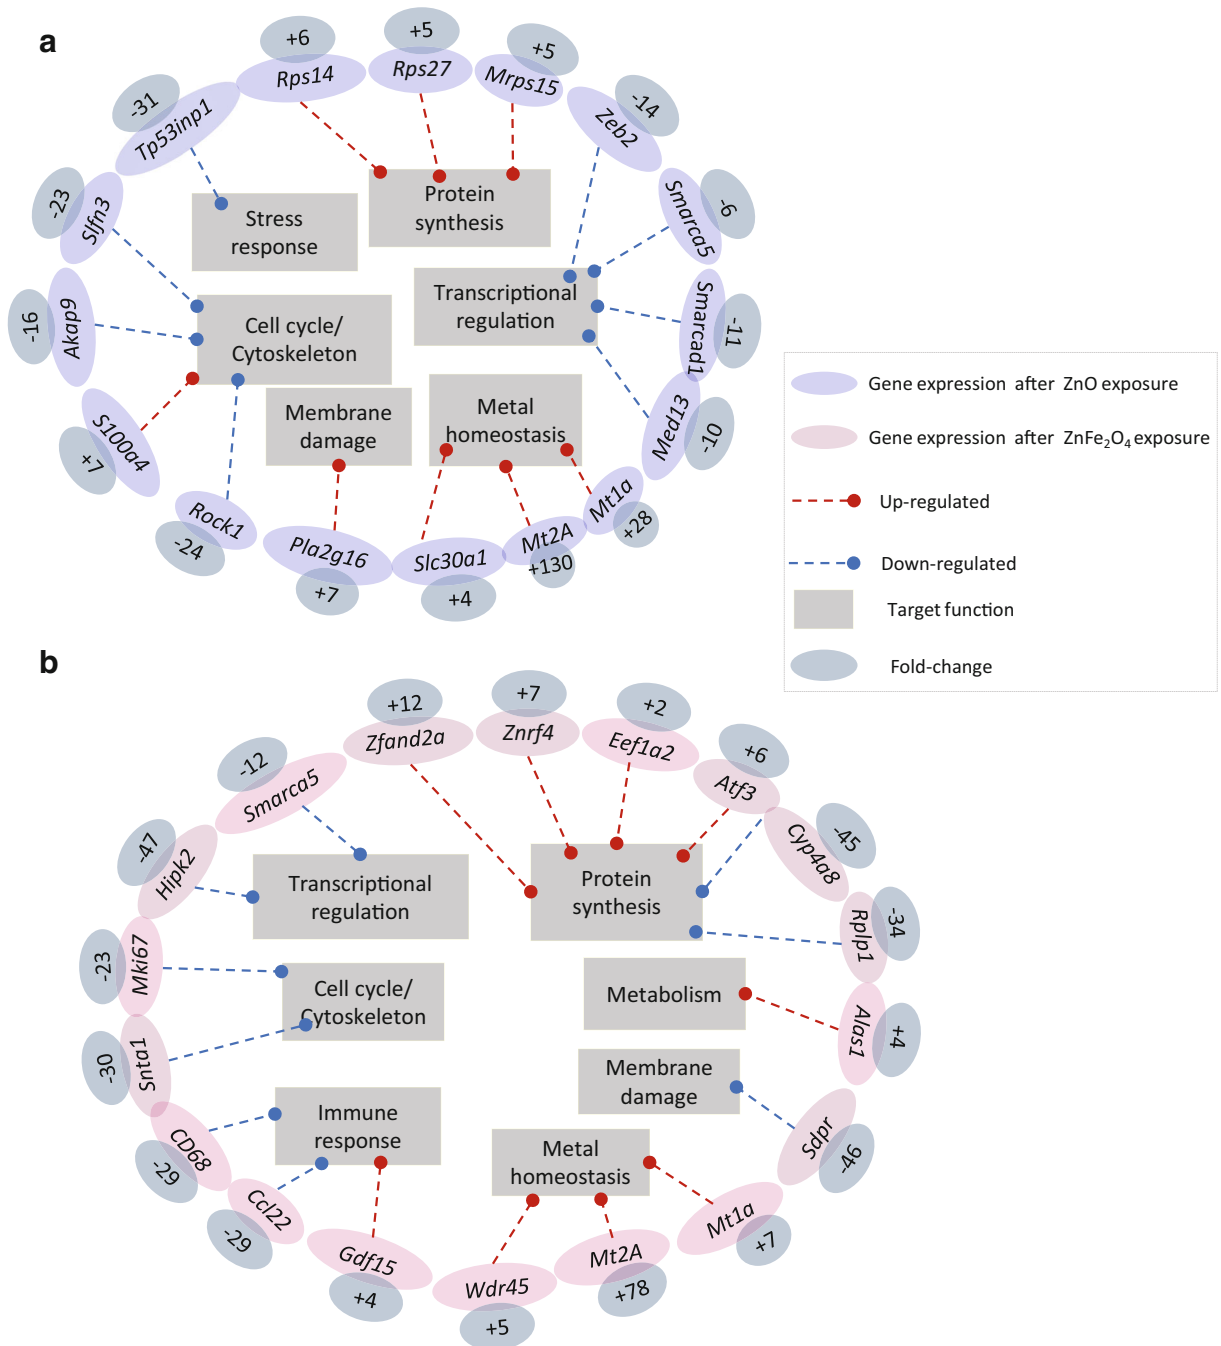 a
+6
+5
+5
-31
-14
Rps14
Rps27
Mrps15
Tp53inp1
Zeb2
-23
-6
Slfn3
Smarca5
Protein
synthesis
Stress
response
-16
Akap9
Transcriptional
regulation
Smarcad1
-11
Cell cycle/
Cytoskeleton
S100a4
+7
Membrane
damage
Metal
homeostasis
Med13
-10
Rock1
-24
Pla2g16
+7
Slc30a1
+4
Mt2A
+130
Mt1a
+28
Gene expression after ZnO exposure
Gene expression after ZnFe₂O₄ exposure
Up-regulated
Down-regulated
Target function
Fold-change
b
+12
+7
+2
+6
-12
Zfand2a
Znrf4
Eef1a2
Atf3
Smarca5
-45
Cyp4a8
-47
Hipk2
Transcriptional
regulation
Protein
synthesis
-34
Rplp1
-23
Mki67
Cell cycle/
Cytoskeleton
Metabolism
Alas1
+4
-30
Snta1
Membrane
damage
Immune
response
Metal
homeostasis
Sdpr
-46
CD68
-29
Ccl22
-29
Gdf15
+4
Wdr45
+5
Mt2A
+78
Mt1a
+7